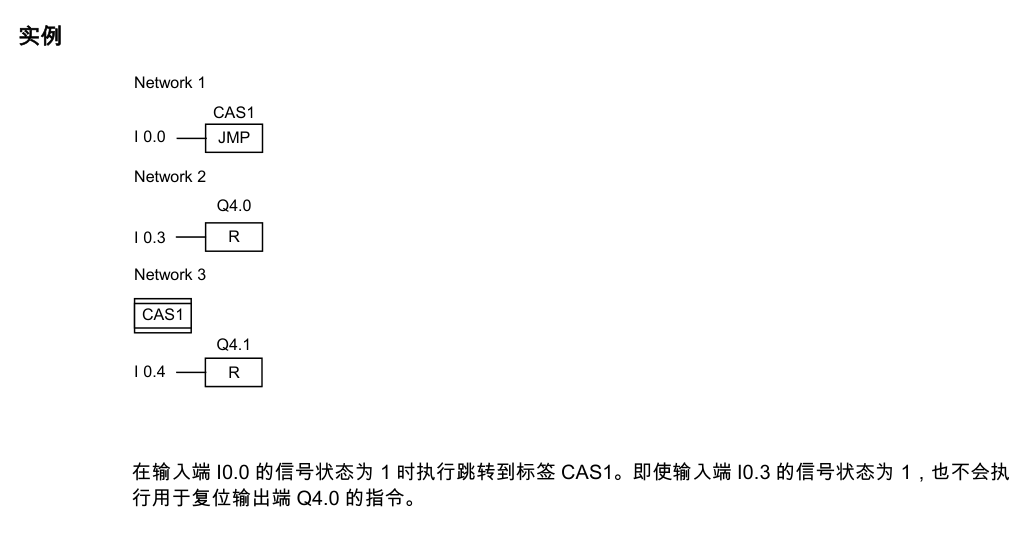 实例
Network 1
CAS1
I 0.0 JMP
Network 2
Q4.0
I 0.3 R
Network 3
CAS1
Q4.1
I 0.4 R
在输入端 I0.0 的信号状态为 1 时执行跳转到标签 CAS1。即使输入端 I0.3 的信号状态为 1，也不会执
行用于复位输出端 Q4.0 的指令。